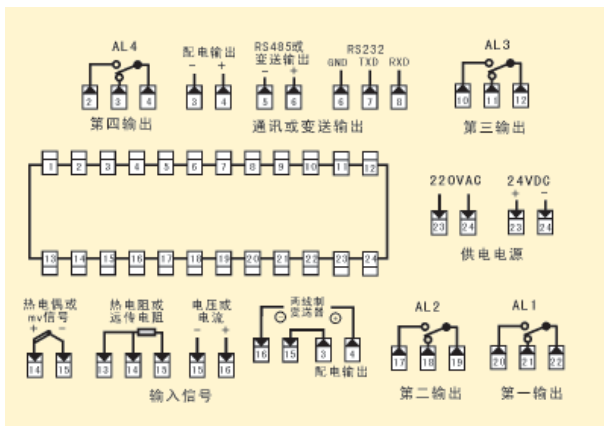 AL4
配电输出
RS485或
变送输出
RS232
AL3
- +
- +
GND TXD RXD
2 3 4
3 4
5 6
6 7 8
10 11 12
第四输出
通讯或变送输出
第三输出
1 2 3 4 5 6 7 8 9 10 11 12
220VAC
24VDC
+ -
23 24
23 24
供电电源
13 14 15 16 17 18 19 20 21 22 23 24
热电偶或
mv信号
+ -
热电阻或
远传电阻
电压或
电流
- +
两线制
变送器
- +
AL2
AL1
14 15
13 14 15
15 16
16 15 3 4
配电输出
17 18 19
20 21 22
输入信号
第二输出
第一输出